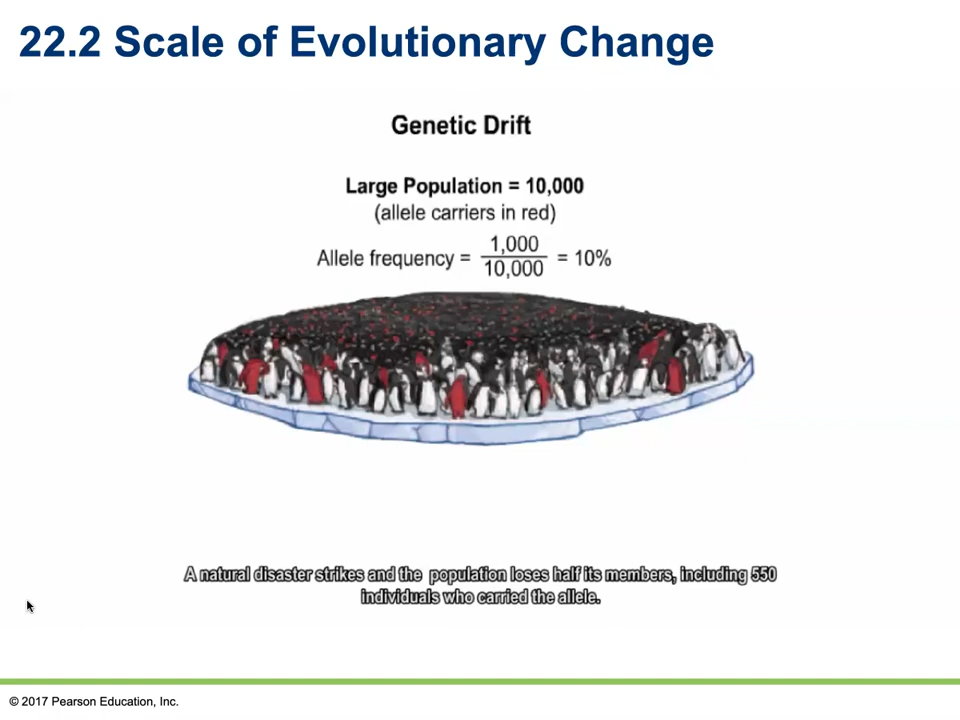 22.2 Scale of Evolutionary Change
Genetic Drift
Large Population = 10,000
(allele carriers in red)
Allele frequency = 1,000/10,000 = 10%
A natural disaster strikes and the population loses half its members, including 550
individuals who carried the allele.
© 2017 Pearson Education, Inc.